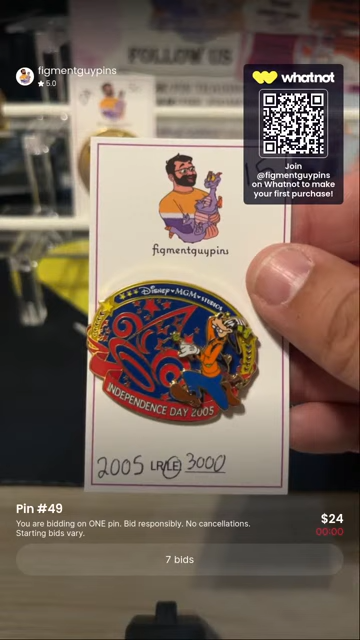 FOLLOW US
figmentguypins
★ 5.0
whatnot
Join
@figmentguypins
on Whatnot to make
your first purchase!
figmentguypins
Disney • MGM STUDIOS
INDEPENDENCE DAY 2005
2005 LR/LE 3000
Pin #49
You are bidding on ONE pin. Bid responsibly. No cancellations.
Starting bids vary.
$24
00:00
7 bids